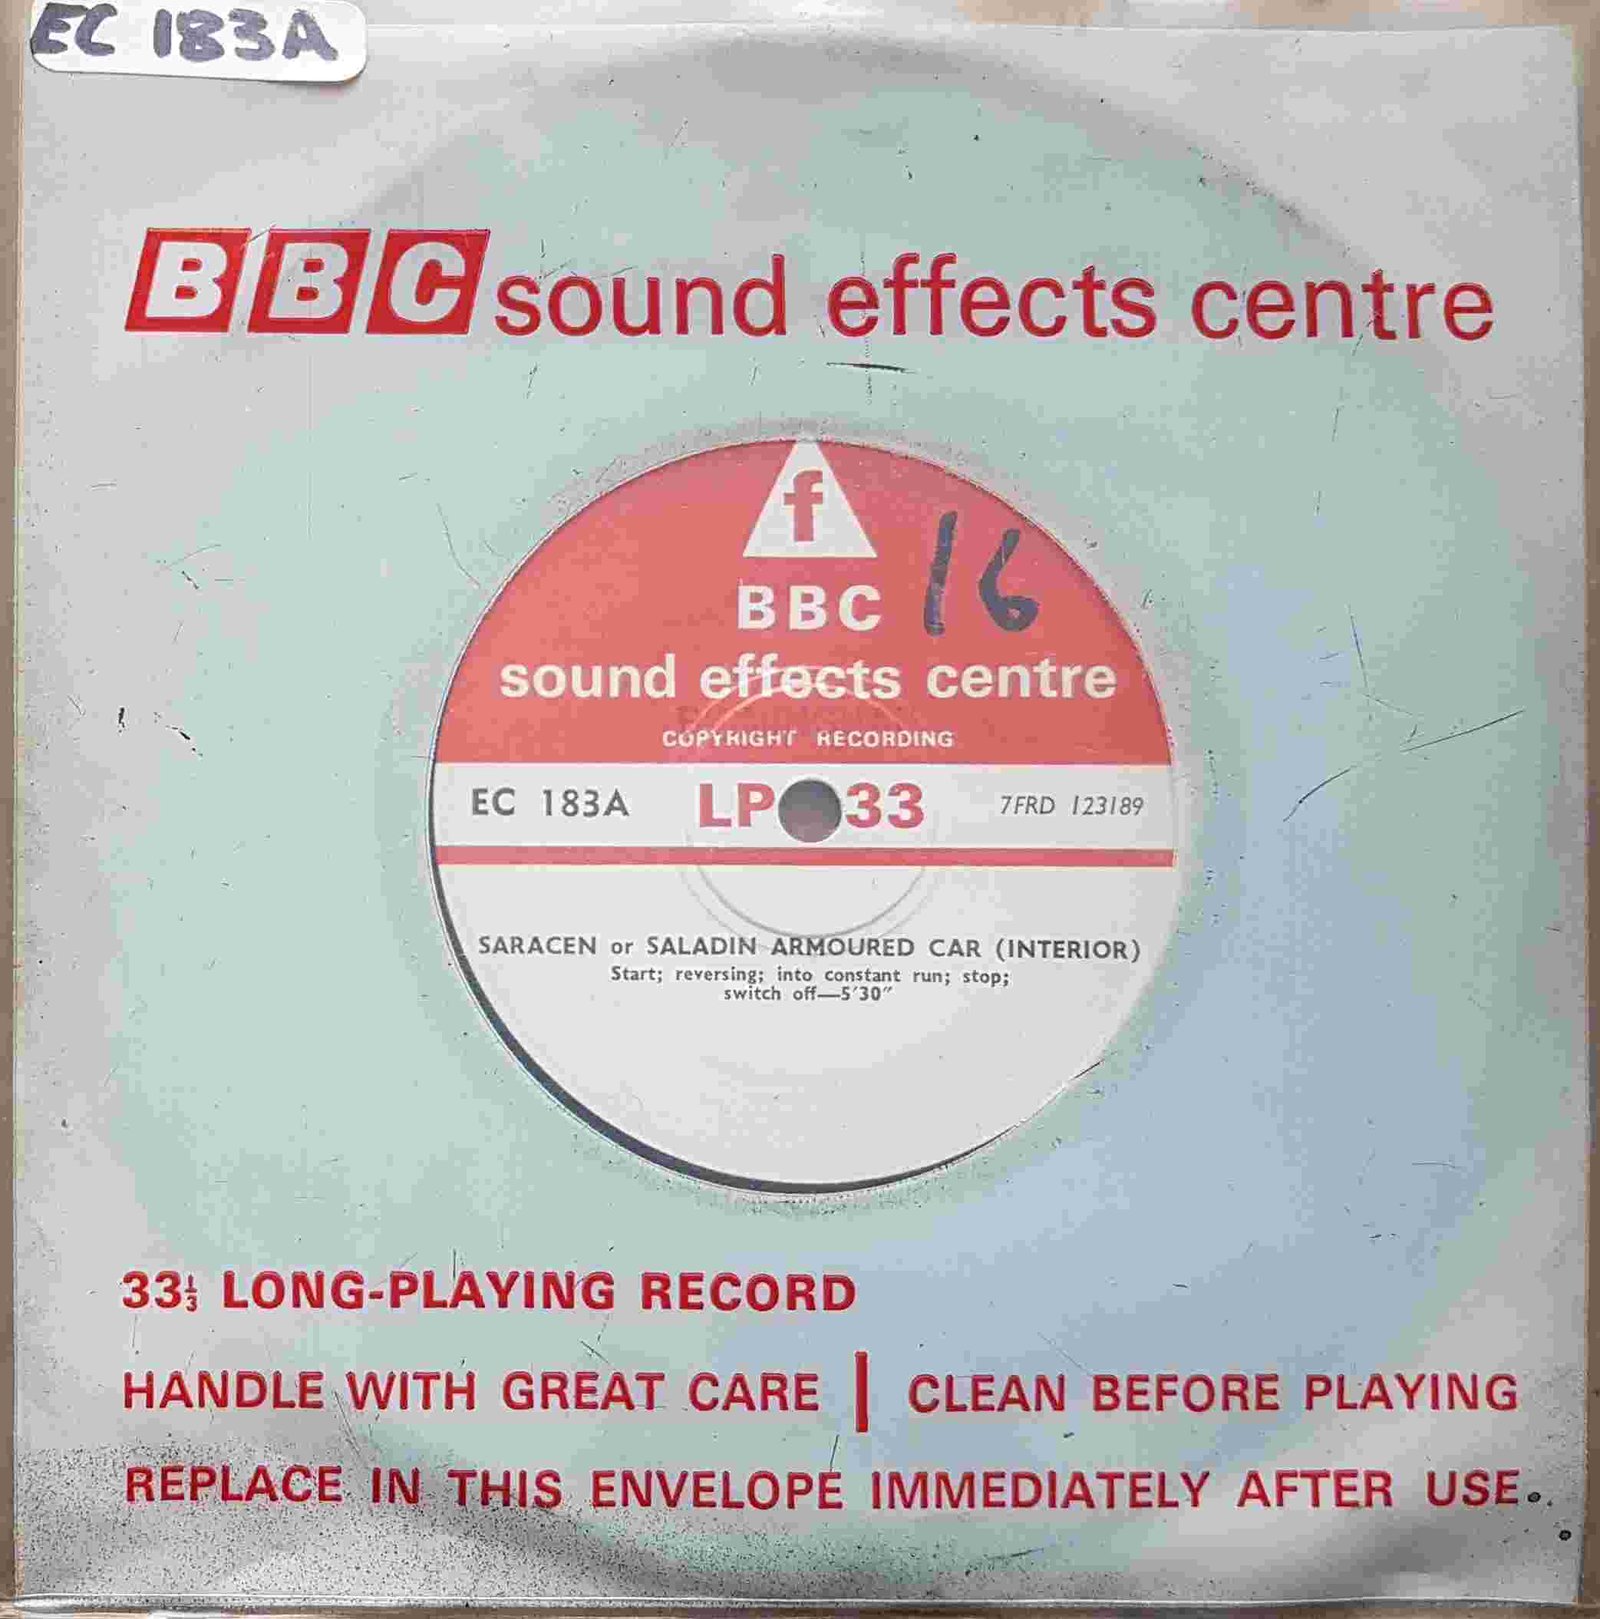 EC 183A
BBC sound effects centre
f
16
BBC
sound effects centre
COPYRIGHT RECORDING
EC 183A LP 33 7FRD 123189
SARACEN or SALADIN ARMOURED CAR (INTERIOR)
Start; reversing; into constant run; stop;
switch off—5′30″
33⅓ LONG-PLAYING RECORD
HANDLE WITH GREAT CARE | CLEAN BEFORE PLAYING
REPLACE IN THIS ENVELOPE IMMEDIATELY AFTER USE.